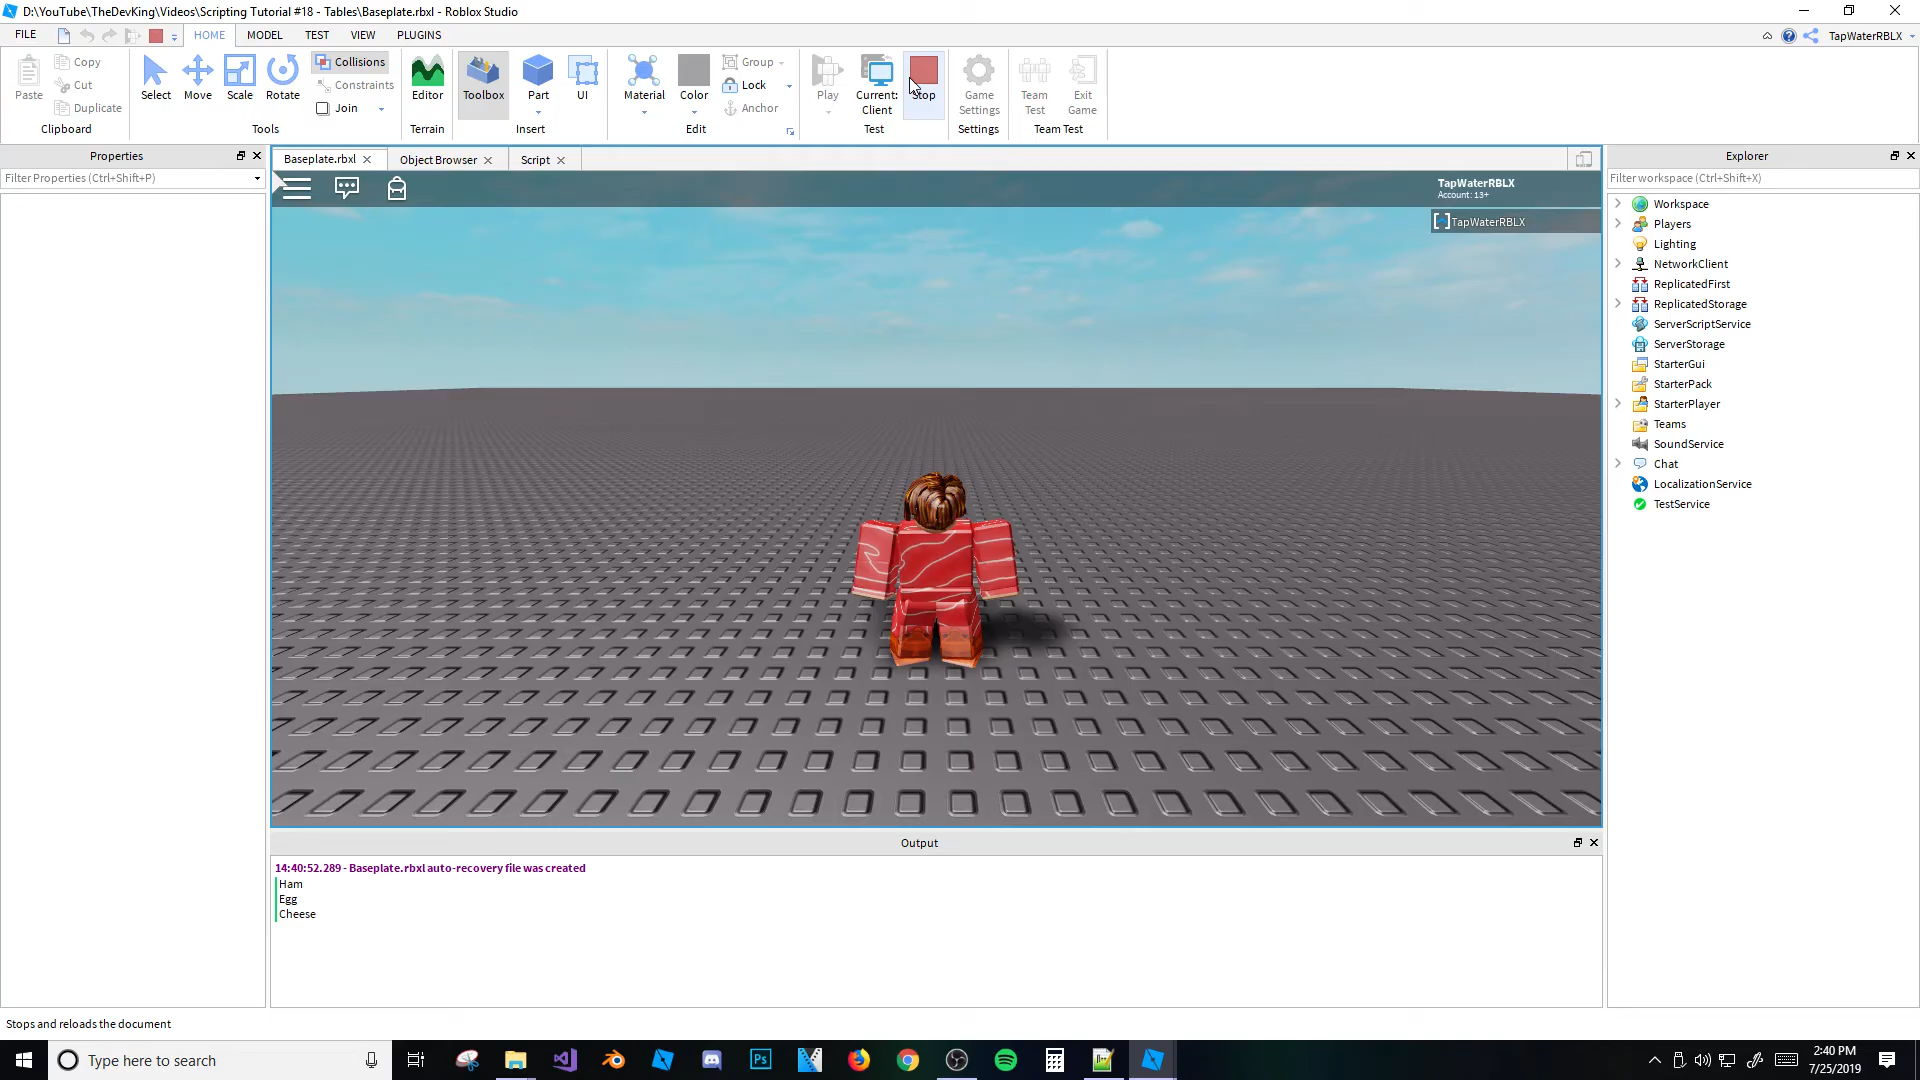 D:\YouTube\TheDevKing\Videos\Scripting Tutorial #18 - Tables\Baseplate.rbxl - Roblox Studio
FILE HOME MODEL TEST VIEW PLUGINS TapWaterRBLX
Paste
Copy
Cut
Duplicate
Clipboard
Select
Move
Scale
Rotate
Collisions
Constraints
Join
Tools
Editor
Terrain
Toolbox
Part
UI
Insert
Material
Color
Group
Lock
Anchor
Edit
Play
Current:
Client
Stop
Test
Game
Settings
Settings
Team
Test
Exit
Game
Team Test
Properties
Filter Properties (Ctrl+Shift+P)
Baseplate.rbxl
Object Browser
Script
TapWaterRBLX
Account: 13+
TapWaterRBLX
Explorer
Filter workspace (Ctrl+Shift+X)
Workspace
Players
Lighting
NetworkClient
ReplicatedFirst
ReplicatedStorage
ServerScriptService
ServerStorage
StarterGui
StarterPack
StarterPlayer
Teams
SoundService
Chat
LocalizationService
TestService
Output
14:40:52.289 - Baseplate.rbxl auto-recovery file was created
Ham
Egg
Cheese
Stops and reloads the document
Type here to search
Ps
2:40 PM
7/25/2019